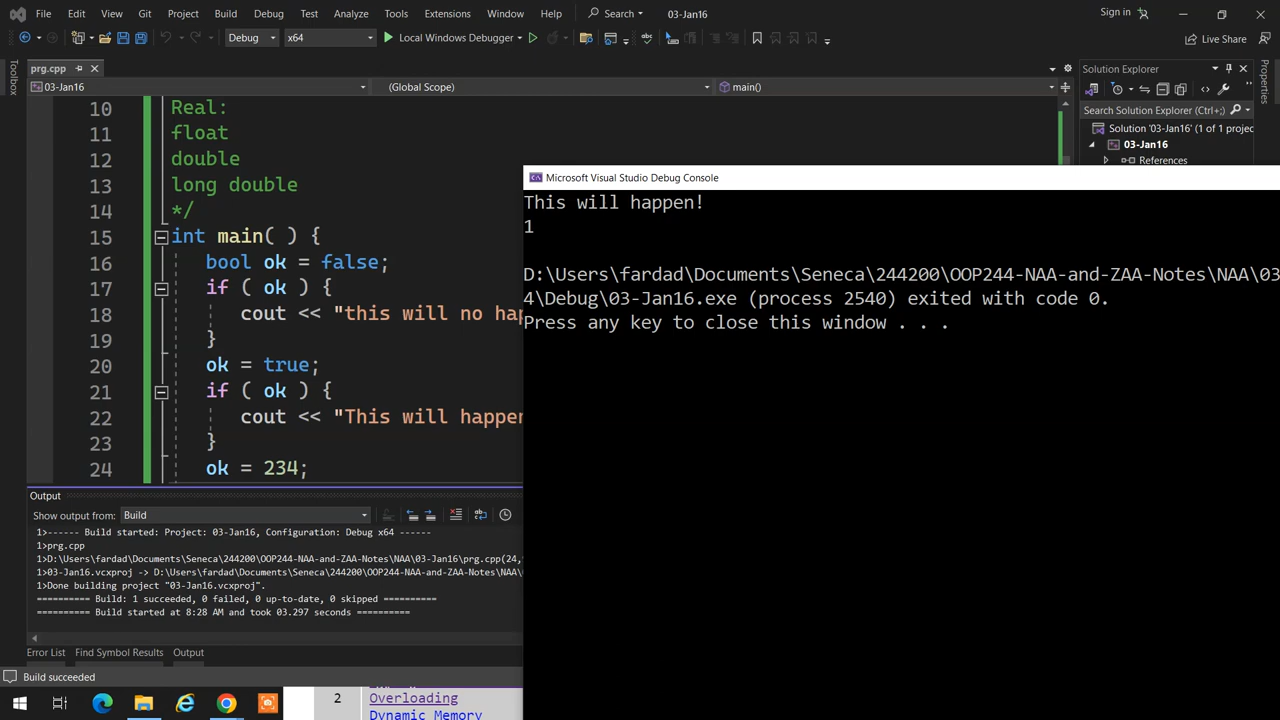 File Edit View Git Project Build Debug Test Analyze Tools Extensions Window Help Search 03-Jan16 Sign in
Debug x64 Local Windows Debugger Live Share
prg.cpp
03-Jan16 (Global Scope) main()
Toolbox
10 Real:
11 float
12 double
13 long double
14 */
15 int main( ) {
16 bool ok = false;
17 if ( ok ) {
18 cout << "this will no hap
19 }
20 ok = true;
21 if ( ok ) {
22 cout << "This will happen
23 }
24 ok = 234;
Solution Explorer
Search Solution Explorer (Ctrl+;)
Solution '03-Jan16' (1 of 1 projec
03-Jan16
References
Properties
Microsoft Visual Studio Debug Console
This will happen!
1
D:\Users\fardad\Documents\Seneca\244200\OOP244-NAA-and-ZAA-Notes\NAA\03
4\Debug\03-Jan16.exe (process 2540) exited with code 0.
Press any key to close this window . . .
Output
Show output from: Build
1>------ Build started: Project: 03-Jan16, Configuration: Debug x64 ------
1>prg.cpp
1>D:\Users\fardad\Documents\Seneca\244200\OOP244-NAA-and-ZAA-Notes\NAA\03-Jan16\prg.cpp(24,
1>03-Jan16.vcxproj -> D:\Users\fardad\Documents\Seneca\244200\OOP244-NAA-and-ZAA-Notes\NAA\
1>Done building project "03-Jan16.vcxproj".
========== Build: 1 succeeded, 0 failed, 0 up-to-date, 0 skipped ==========
========== Build started at 8:28 AM and took 03.297 seconds ==========
Error List Find Symbol Results Output
Build succeeded
2 Overloading
Dynamic Memory